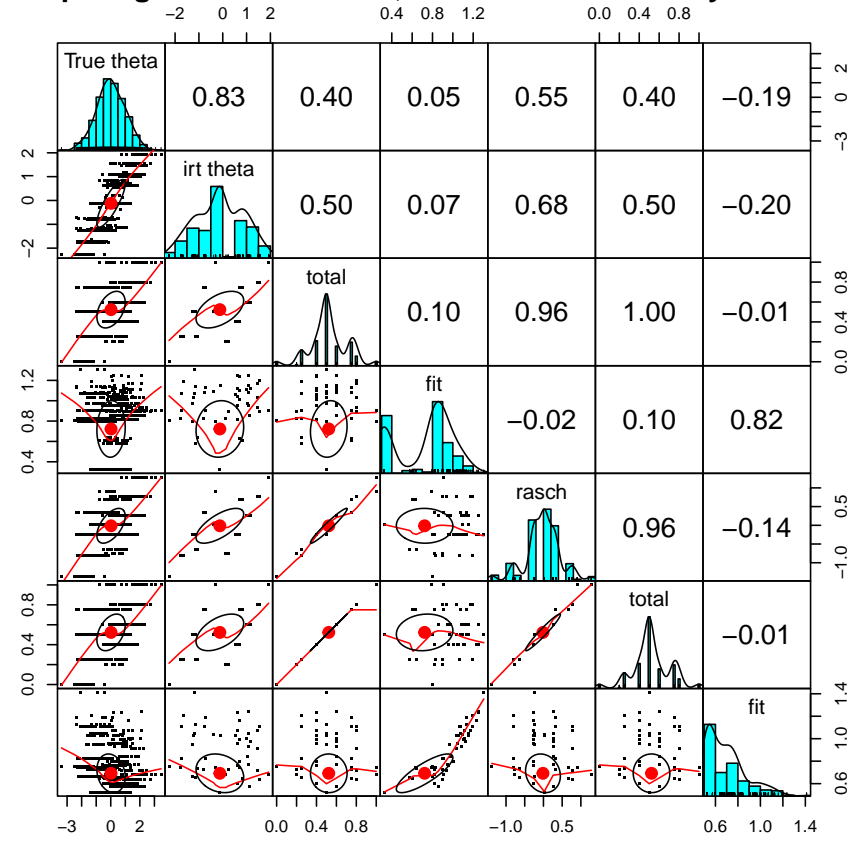 −2 0 1 2 0.4 0.8 1.2 0.0 0.4 0.8
True theta 0.83 0.40 0.05 0.55 0.40 −0.19 −3 0 2
−2 0 1 2 irt theta 0.50 0.07 0.68 0.50 −0.20
total 0.10 0.96 1.00 −0.01 0.0 0.4 0.8
0.4 0.8 1.2 fit −0.02 0.10 0.82
rasch 0.96 −0.14 −1.0 0.5
0.0 0.4 0.8 total −0.01
fit 0.6 1.0 1.4
−3 0 2 0.0 0.4 0.8 −1.0 0.5 0.6 1.0 1.4